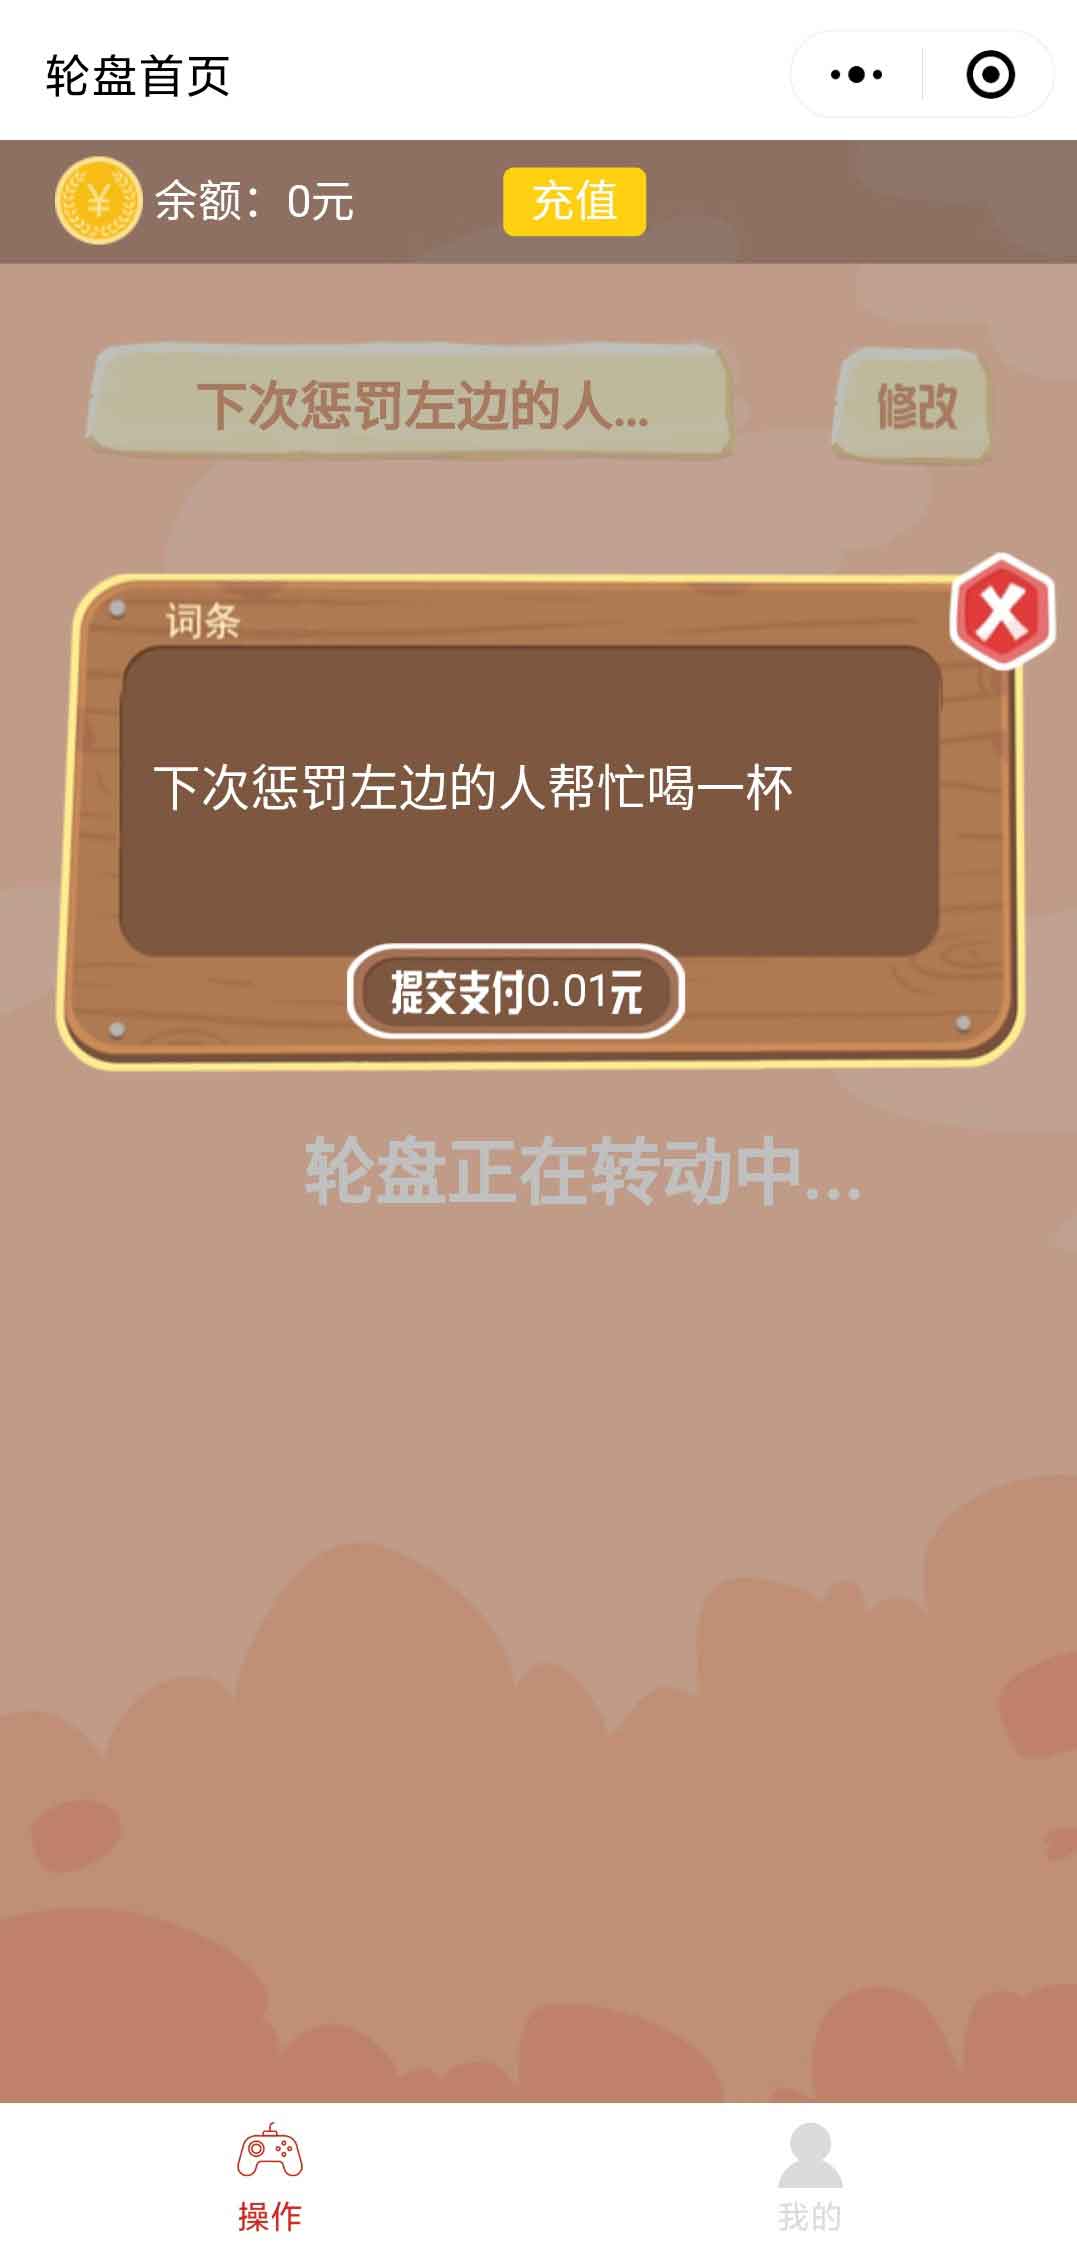 轮盘首页
余额：0元
充值
下次惩罚左边的人...
修改
词条
下次惩罚左边的人帮忙喝一杯
提交支付0.01元
轮盘正在转动中...
操作
我的